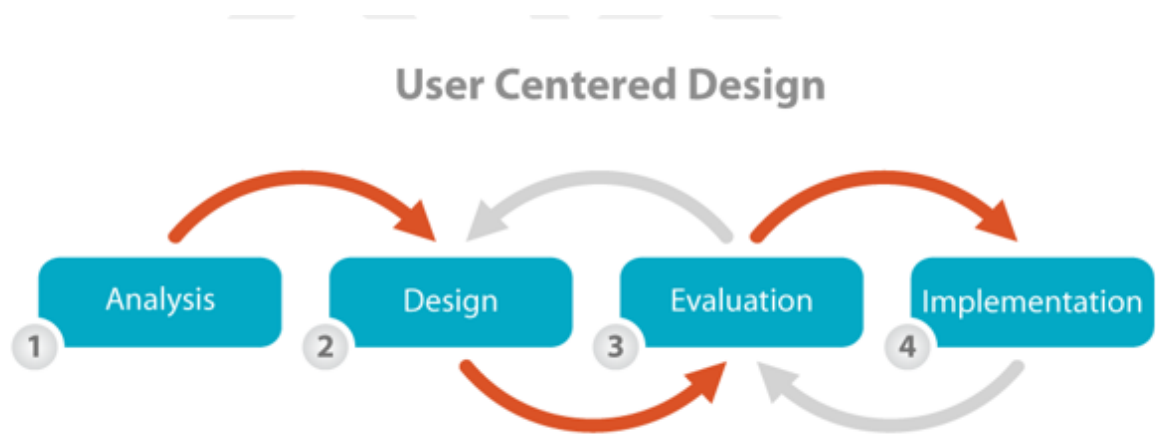 User Centered Design
Analysis
Design
Evaluation
Implementation
1
2
3
4